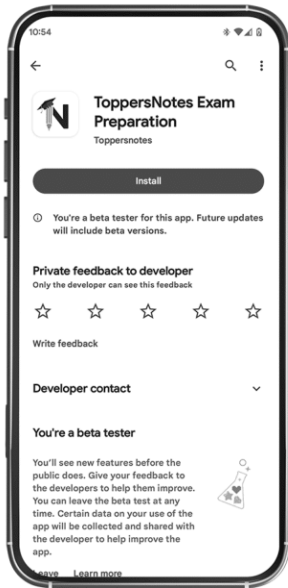 10:54
ToppersNotes Exam
Preparation
Toppersnotes
Install
You're a beta tester for this app. Future updates
will include beta versions.
Private feedback to developer
Only the developer can see this feedback
Write feedback
Developer contact
You're a beta tester
You'll see new features before the
public does. Give your feedback to
the developers to help them improve.
You can leave the beta test at any
time. Certain data on your use of the
app will be collected and shared with
the developer to help improve the
app.
Leave Learn more